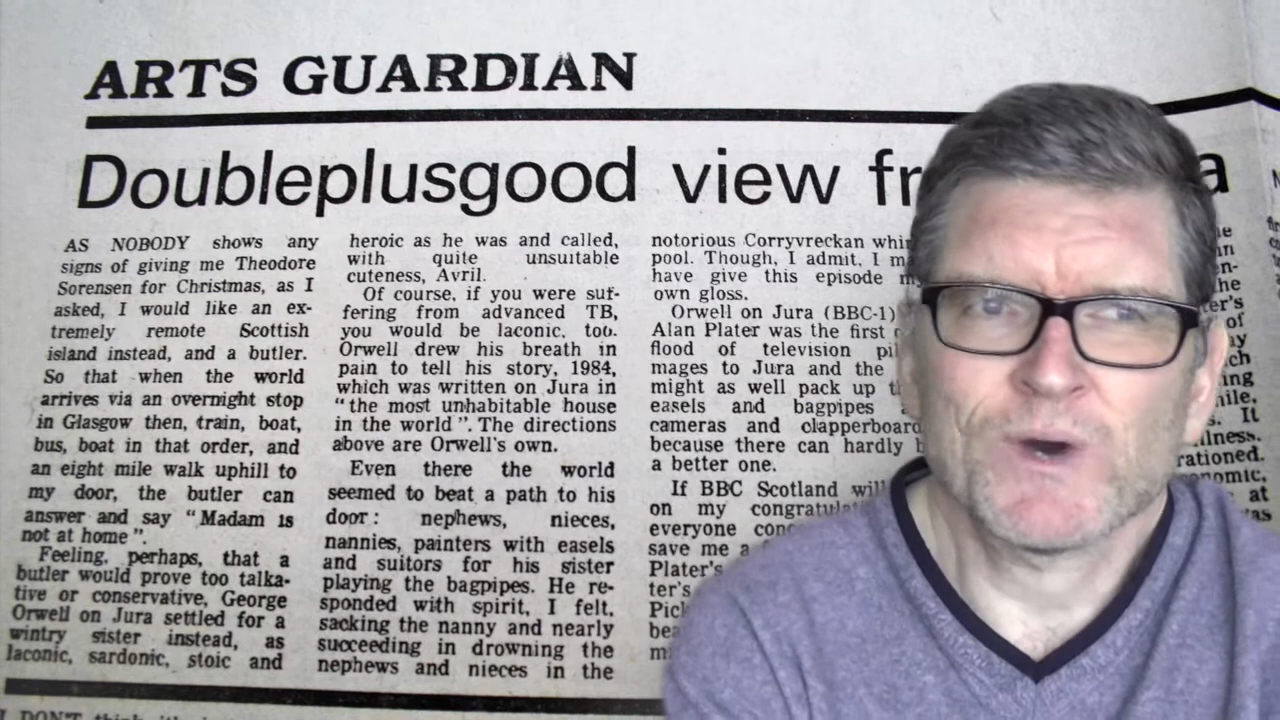 ARTS GUARDIAN
Doubleplusgood view
AS NOBODY shows any
signs of giving me Theodore
Sorensen for Christmas, as I
asked, I would like an ex-
tremely remote Scottish
island instead, and a butler.
So that when the world
arrives via an overnight stop
in Glasgow then, train, boat,
bus, boat in that order, and
an eight mile walk uphill to
my door, the butler can
answer and say “Madam is
not at home”.
Feeling, perhaps, that a
butler would prove too talka-
tive or conservative, George
Orwell on Jura settled for a
wintry sister instead, as
laconic, sardonic, stoic and
heroic as he was and called,
with quite unsuitable
cuteness, Avril.
Of course, if you were suf-
fering from advanced TB,
you would be laconic, too.
Orwell drew his breath in
pain to tell his story, 1984,
which was written on Jura in
“the most unhabitable house
in the world”. The directions
above are Orwell's own.
Even there the world
seemed to beat a path to his
door: nephews, nieces,
nannies, painters with easels
and suitors for his sister
playing the bagpipes. He re-
sponded with spirit, I felt,
sacking the nanny and nearly
succeeding in drowning the
nephews and nieces in the
notorious Corryvreckan
pool. Though, I admit, I
have give this episode
own gloss.
Orwell on Jura (BBC-1)
Alan Plater was the first
flood of television
mages to Jura and the
might as well pack up
easels and bagpipes
cameras and clapperboard
because there can hardly
a better one.
If BBC Scotland
on my
everyone
save me a
Plater's
ter's
I DON'T think